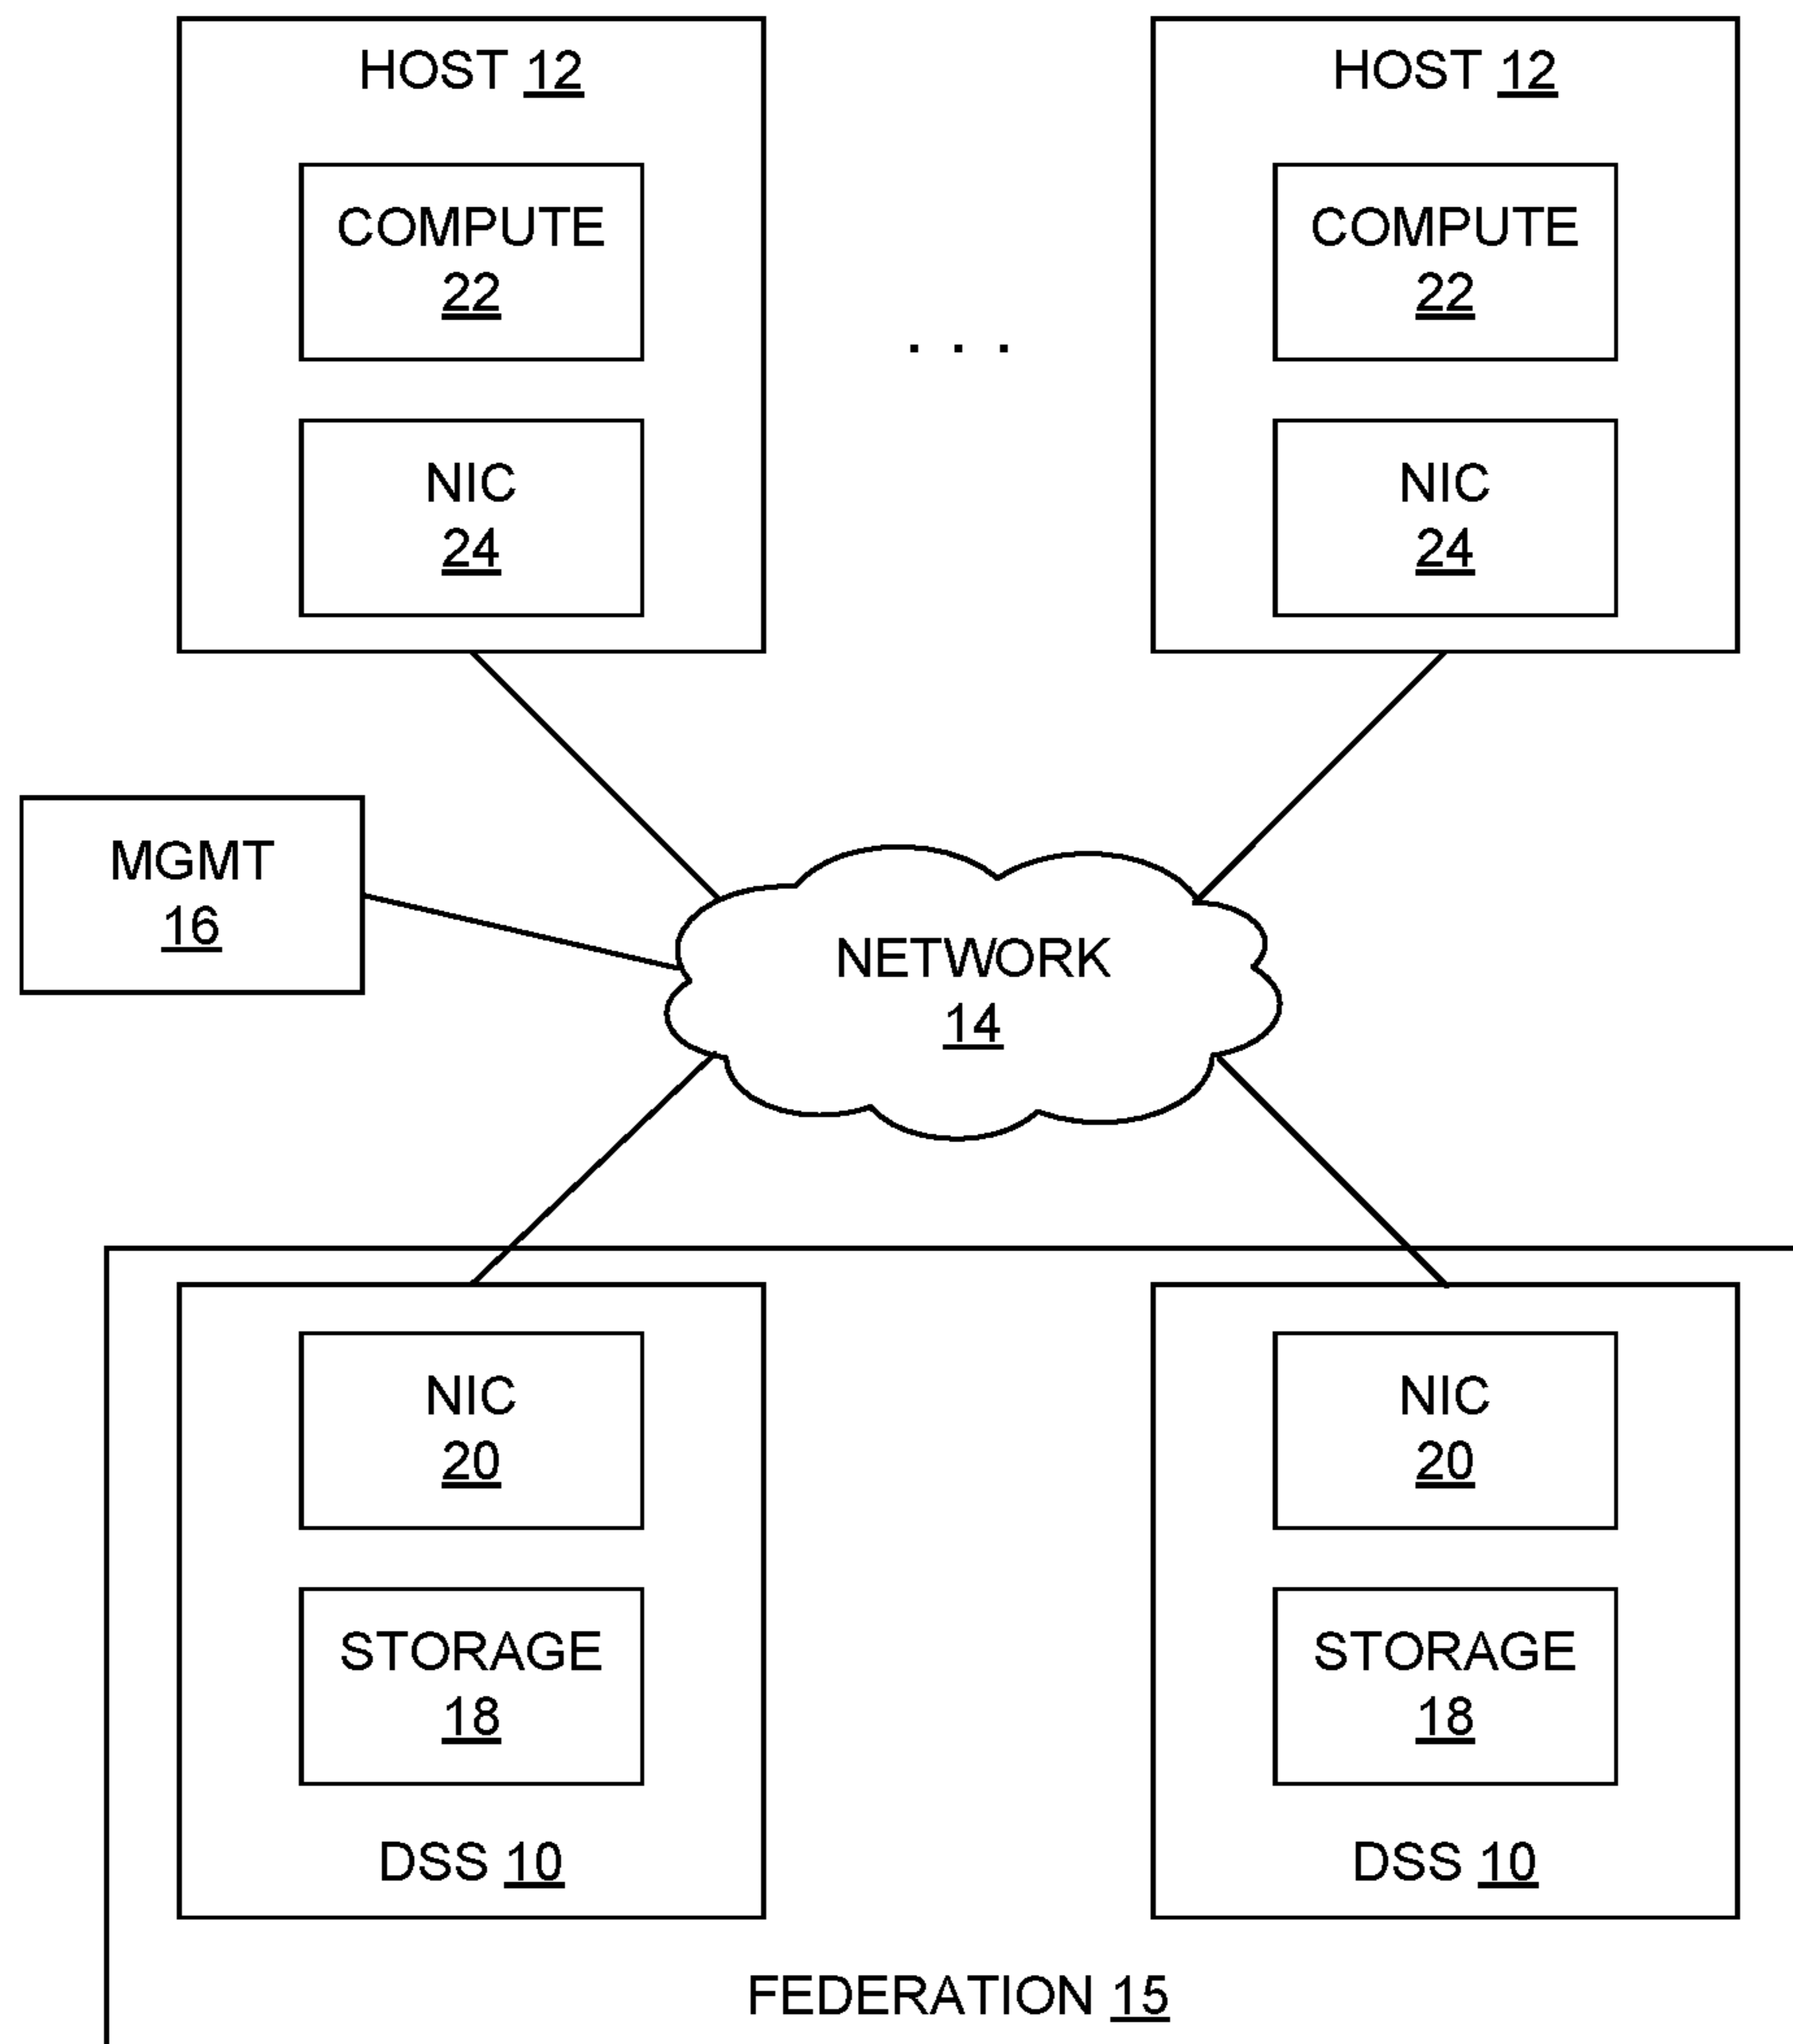 HOST 12
COMPUTE
22
NIC
24
. . .
HOST 12
COMPUTE
22
NIC
24
MGMT
16
NETWORK
14
NIC
20
STORAGE
18
DSS 10
NIC
20
STORAGE
18
DSS 10
FEDERATION 15